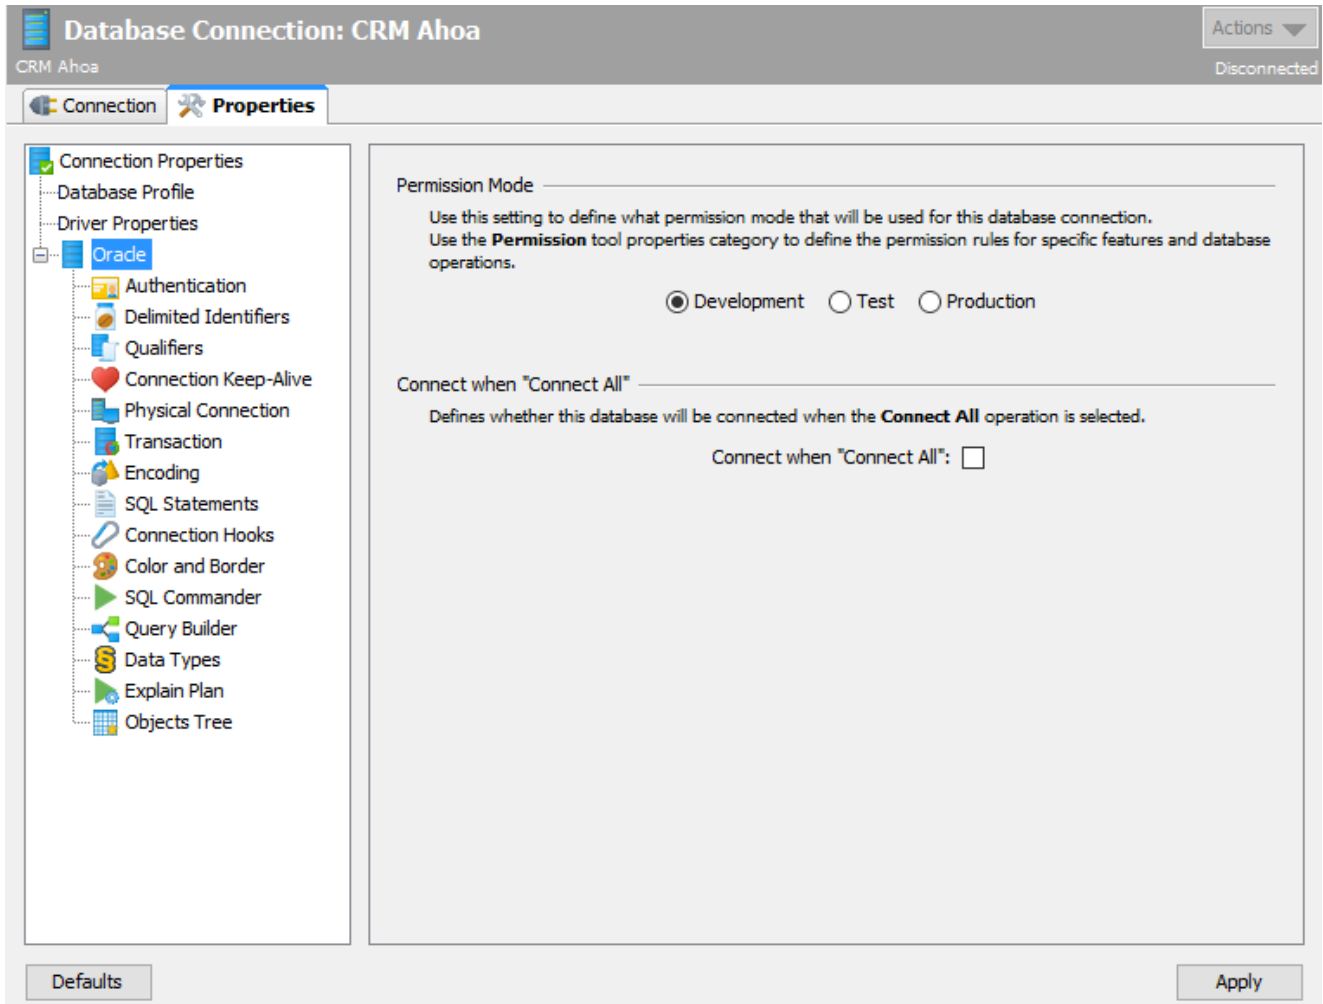 Database Connection: CRM Ahoa
Actions
CRM Ahoa
Disconnected
Connection
Properties
Connection Properties
Database Profile
Driver Properties
Oracle
Authentication
Delimited Identifiers
Qualifiers
Connection Keep-Alive
Physical Connection
Transaction
Encoding
SQL Statements
Connection Hooks
Color and Border
SQL Commander
Query Builder
Data Types
Explain Plan
Objects Tree
Permission Mode
Use this setting to define what permission mode that will be used for this database connection.
Use the Permission tool properties category to define the permission rules for specific features and database
operations.
Development Test Production
Connect when "Connect All"
Defines whether this database will be connected when the Connect All operation is selected.
Connect when "Connect All":
Defaults
Apply